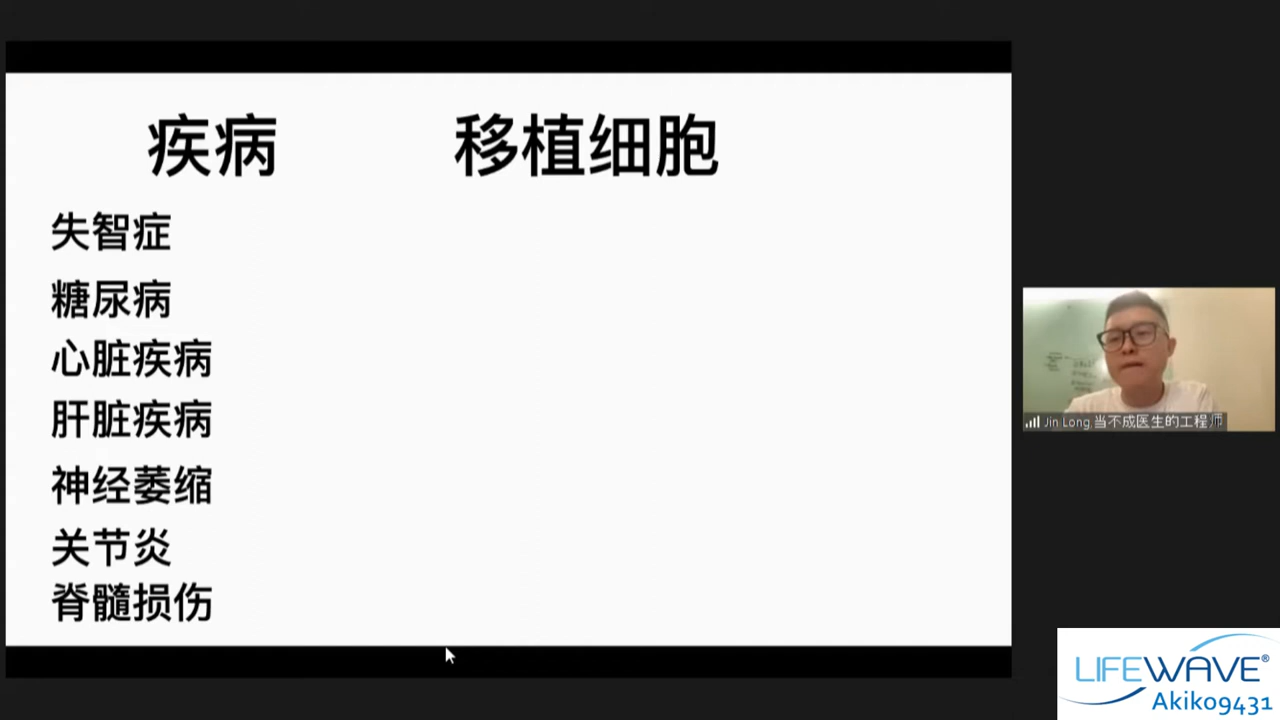 疾病 移植细胞
失智症
糖尿病
心脏疾病
肝脏疾病
神经萎缩
关节炎
脊髓损伤
Jin Long 当不成医生的工程师
LIFEWAVE®
Akiko9431